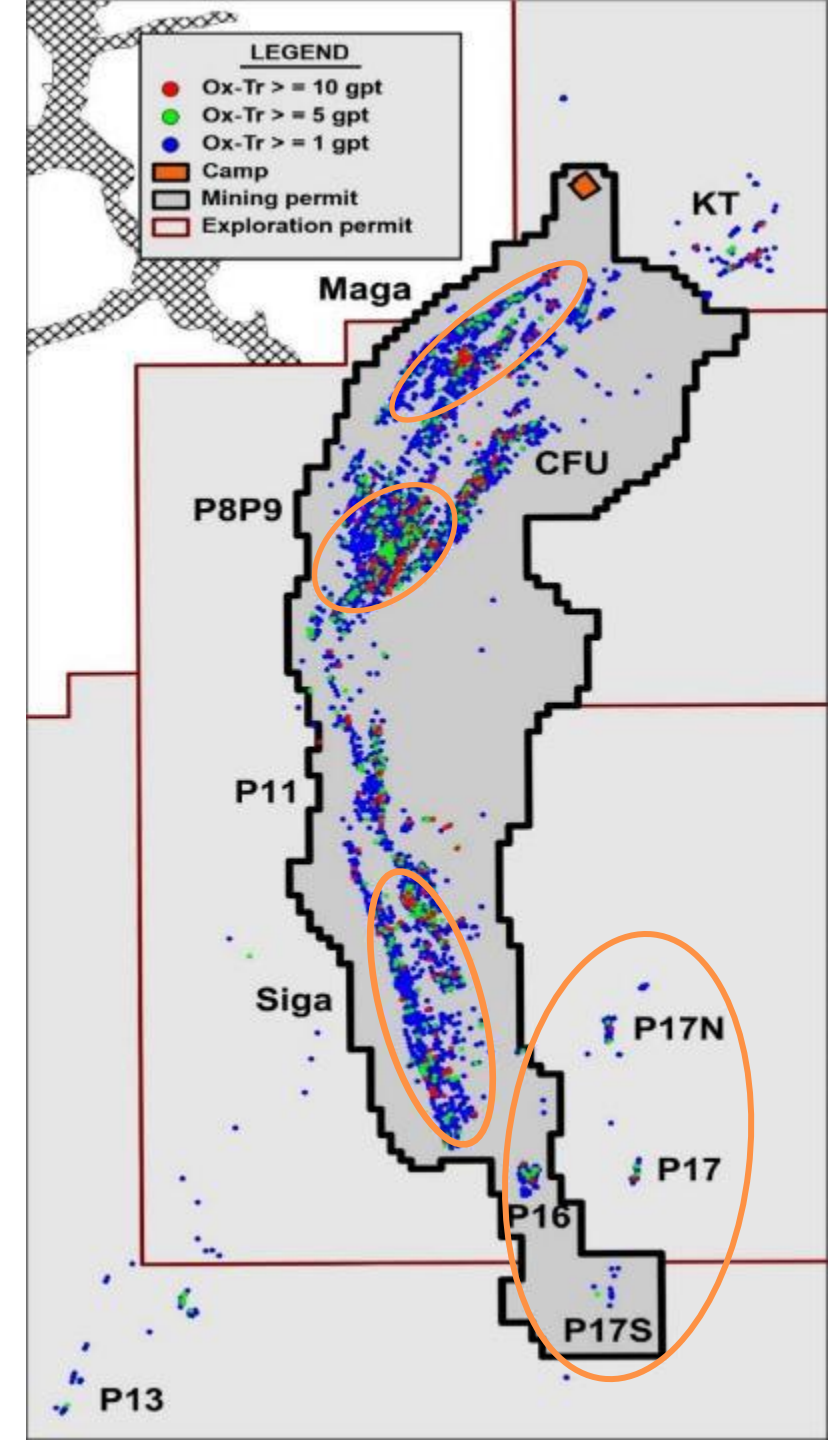 LEGEND
Ox-Tr > = 10 gpt
Ox-Tr > = 5 gpt
Ox-Tr > = 1 gpt
Camp
Mining permit
Exploration permit
KT
Maga
CFU
P8P9
P11
Siga
P17N
P17
P16
P17S
P13